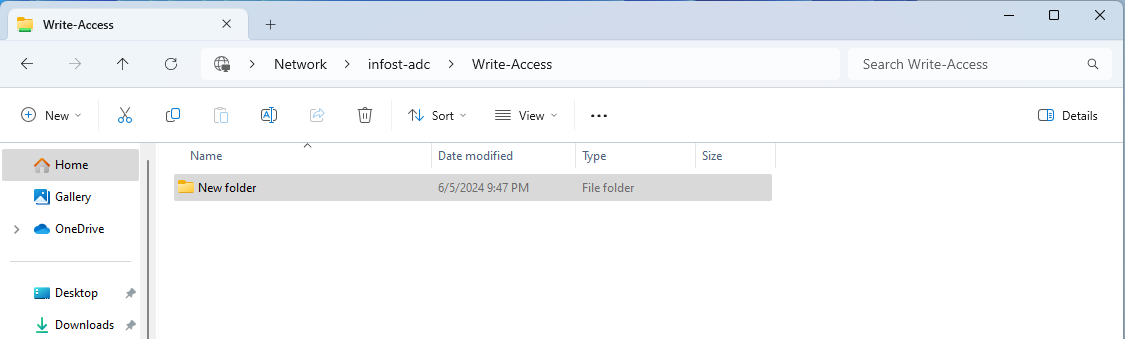 Write-Access
Network > infost-adc > Write-Access
Search Write-Access
New
Sort
View
Details
Name Date modified Type Size
Home
New folder 6/5/2024 9:47 PM File folder
Gallery
OneDrive
Desktop
Downloads